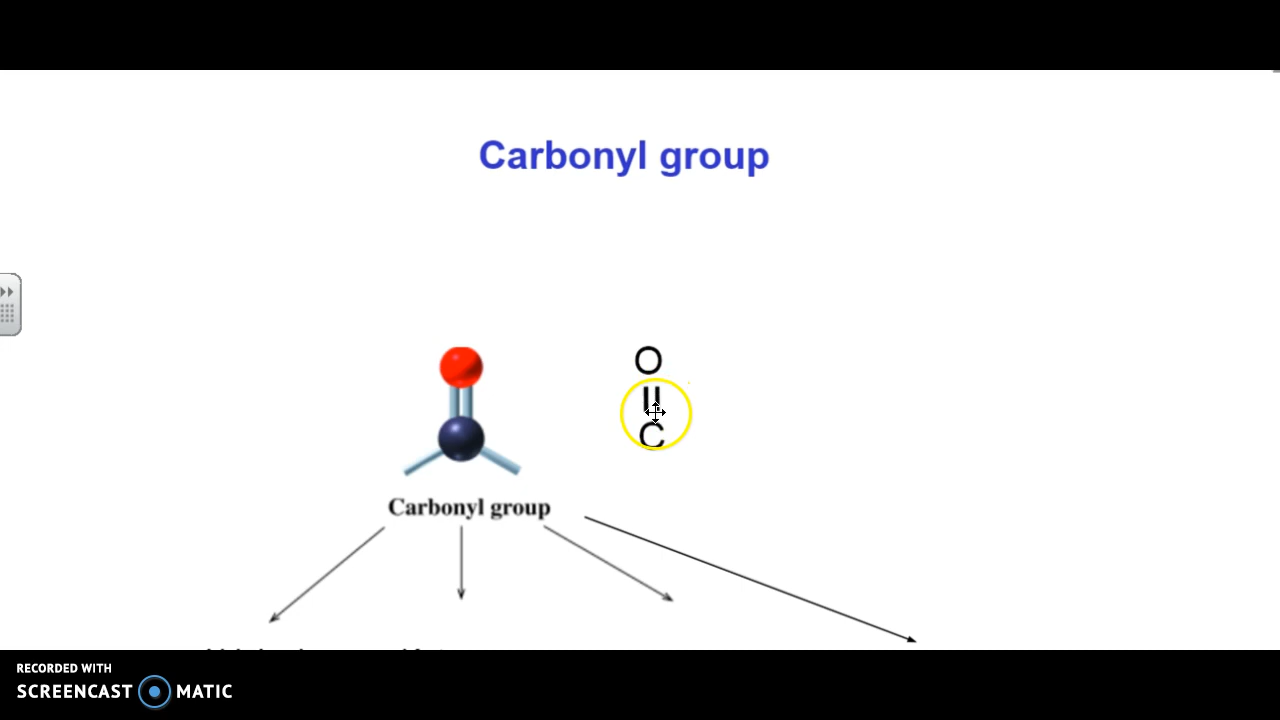 Carbonyl group
O
C
Carbonyl group
RECORDED WITH
SCREENCAST MATIC